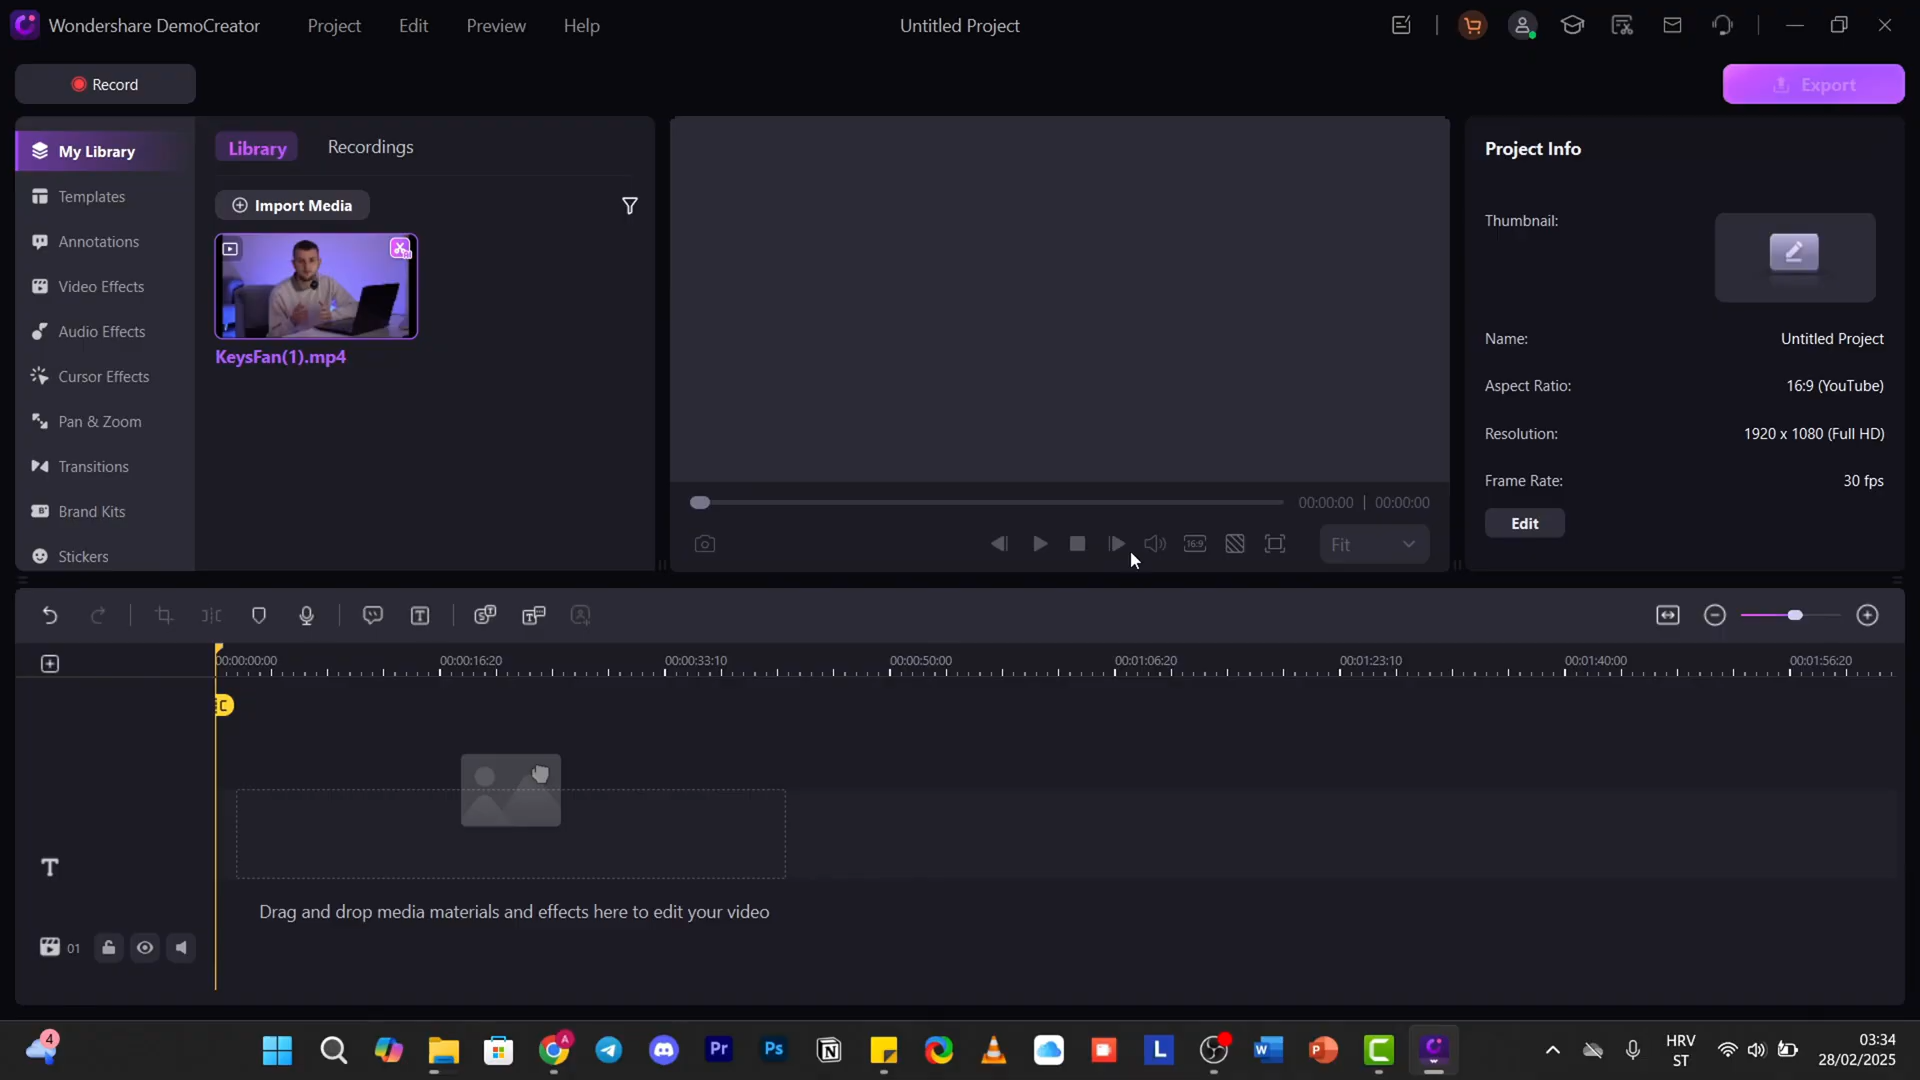 Wondershare DemoCreator
Project
Edit
Preview
Help
Untitled Project
Record
Export
My Library
Templates
Annotations
Video Effects
Audio Effects
Cursor Effects
Pan & Zoom
Transitions
Brand Kits
Stickers
Library
Recordings
Import Media
KeysFan(1).mp4
00:00:00 | 00:00:00
16:9
Fit
Project Info
Thumbnail:
Name:
Untitled Project
Aspect Ratio:
16:9 (YouTube)
Resolution:
1920 x 1080 (Full HD)
Frame Rate:
30 fps
Edit
00:00:00:00
00:00:16:20
00:00:33:10
00:00:50:00
00:01:06:20
00:01:23:10
00:01:40:00
00:01:56:20
Drag and drop media materials and effects here to edit your video
01
4
A
Pr
Ps
L
HRV
ST
03:34
28/02/2025